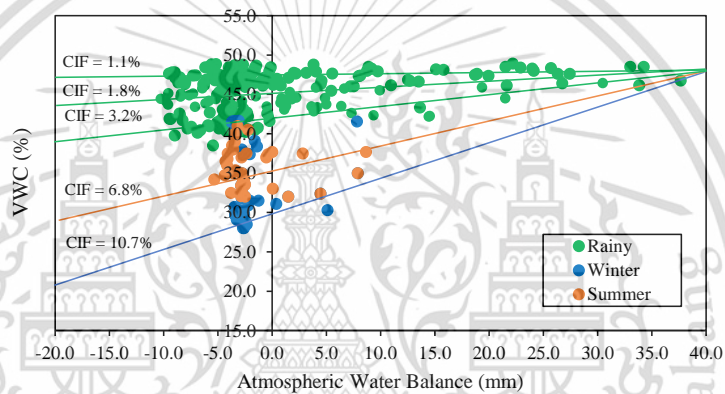 55.0
50.0
CIF = 1.1%
45.0
CIF = 1.8%
CIF = 3.2%
40.0
VWC (%)
35.0
CIF = 6.8%
30.0
CIF = 10.7%
25.0
20.0
15.0
Rainy
Winter
Summer
-20.0 -15.0 -10.0 -5.0 0.0 5.0 10.0 15.0 20.0 25.0 30.0 35.0 40.0
Atmospheric Water Balance (mm)